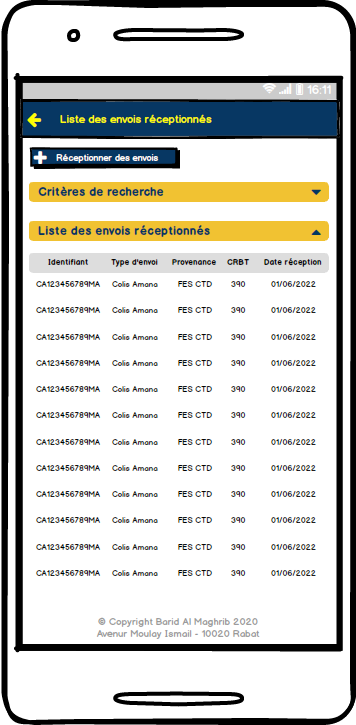 16:11
Liste des envois réceptionnés
Réceptionner des envois
Critères de recherche
Liste des envois réceptionnés
Identifiant Type d'envoi Provenance CRBT Date réception
CA123456789MA Colis Amana FES CTD 390 01/06/2022
CA123456789MA Colis Amana FES CTD 390 01/06/2022
CA123456789MA Colis Amana FES CTD 390 01/06/2022
CA123456789MA Colis Amana FES CTD 390 01/06/2022
CA123456789MA Colis Amana FES CTD 390 01/06/2022
CA123456789MA Colis Amana FES CTD 390 01/06/2022
CA123456789MA Colis Amana FES CTD 390 01/06/2022
CA123456789MA Colis Amana FES CTD 390 01/06/2022
CA123456789MA Colis Amana FES CTD 390 01/06/2022
CA123456789MA Colis Amana FES CTD 390 01/06/2022
CA123456789MA Colis Amana FES CTD 390 01/06/2022
CA123456789MA Colis Amana FES CTD 390 01/06/2022
© Copyright Barid Al Maghrib 2020
Avenur Moulay Ismail - 10020 Rabat